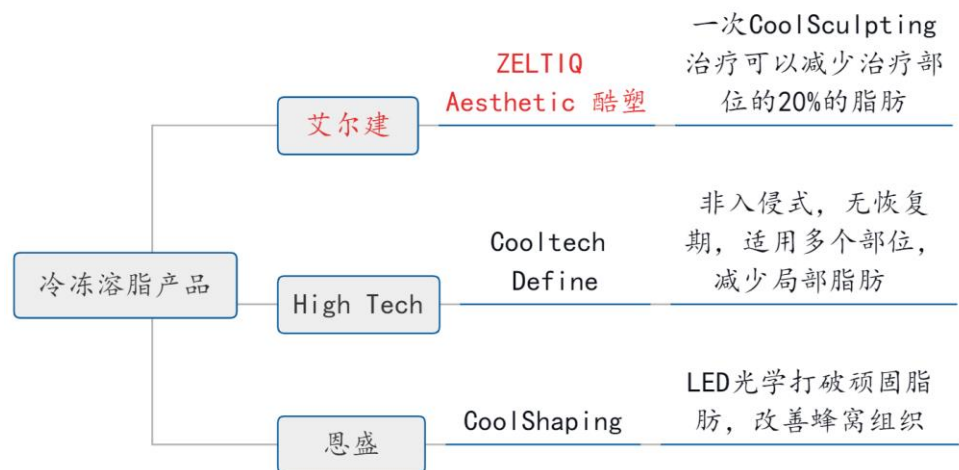 冷冻溶脂产品
艾尔建
ZELTIQ
Aesthetic 酷塑
一次CoolSculpting
治疗可以减少治疗部
位的20%的脂肪
High Tech
Cooltech
Define
非入侵式，无恢复
期，适用多个部位，
减少局部脂肪
恩盛
CoolShaping
LED光学打破顽固脂
肪，改善蜂窝组织